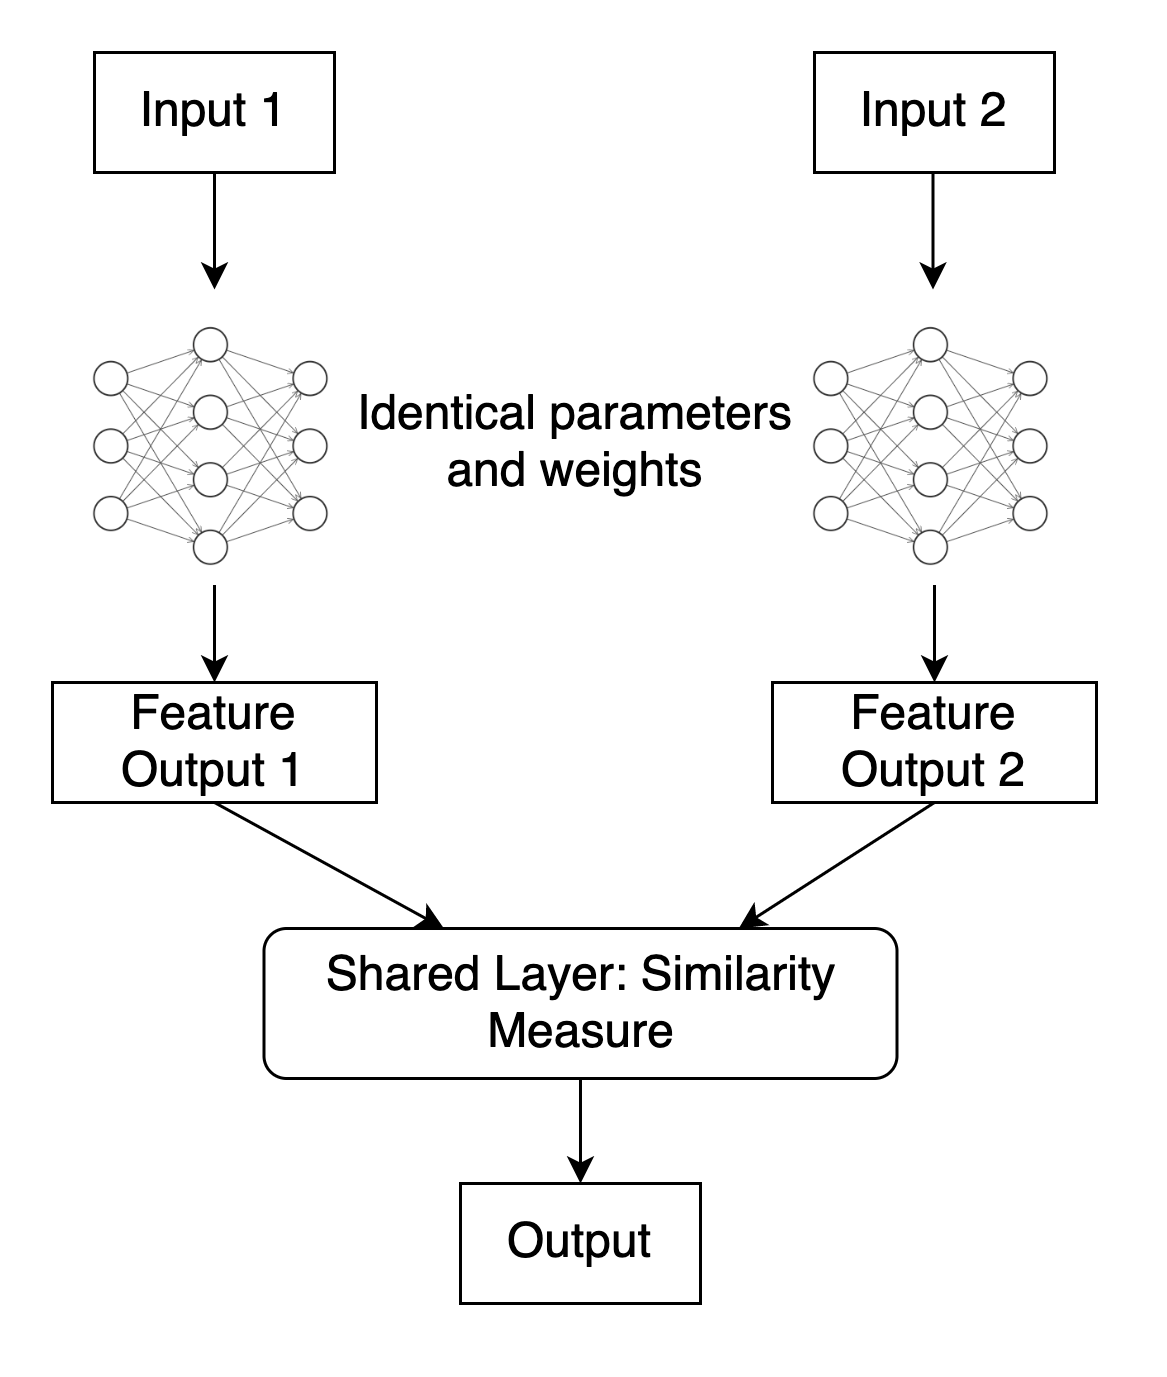 Input 1
Input 2
Identical parameters
and weights
Feature
Output 1
Feature
Output 2
Shared Layer: Similarity
Measure
Output